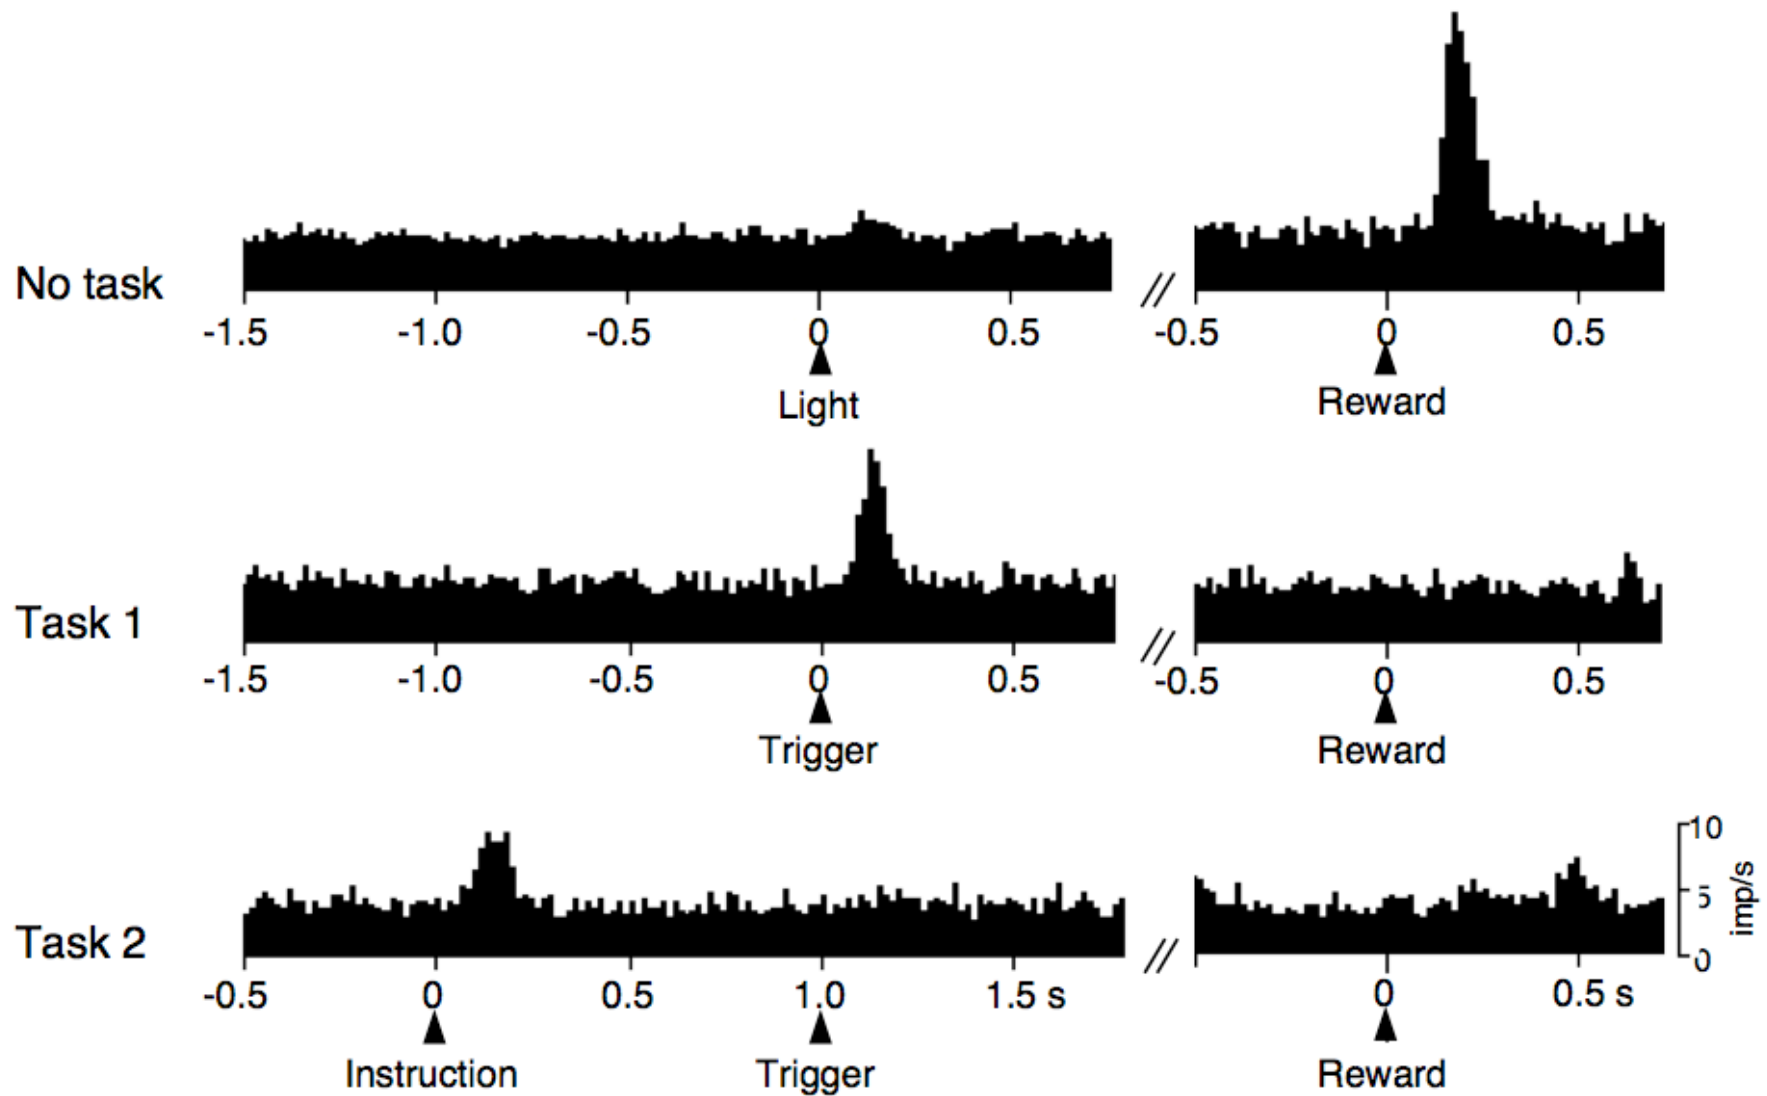 No task
-1.5 -1.0 -0.5 0 0.5 -0.5 0 0.5
Light Reward
Task 1
-1.5 -1.0 -0.5 0 0.5 -0.5 0 0.5
Trigger Reward
10
5
0
imp/s
Task 2
-0.5 0 0.5 1.0 1.5 s 0 0.5 s
Instruction Trigger Reward